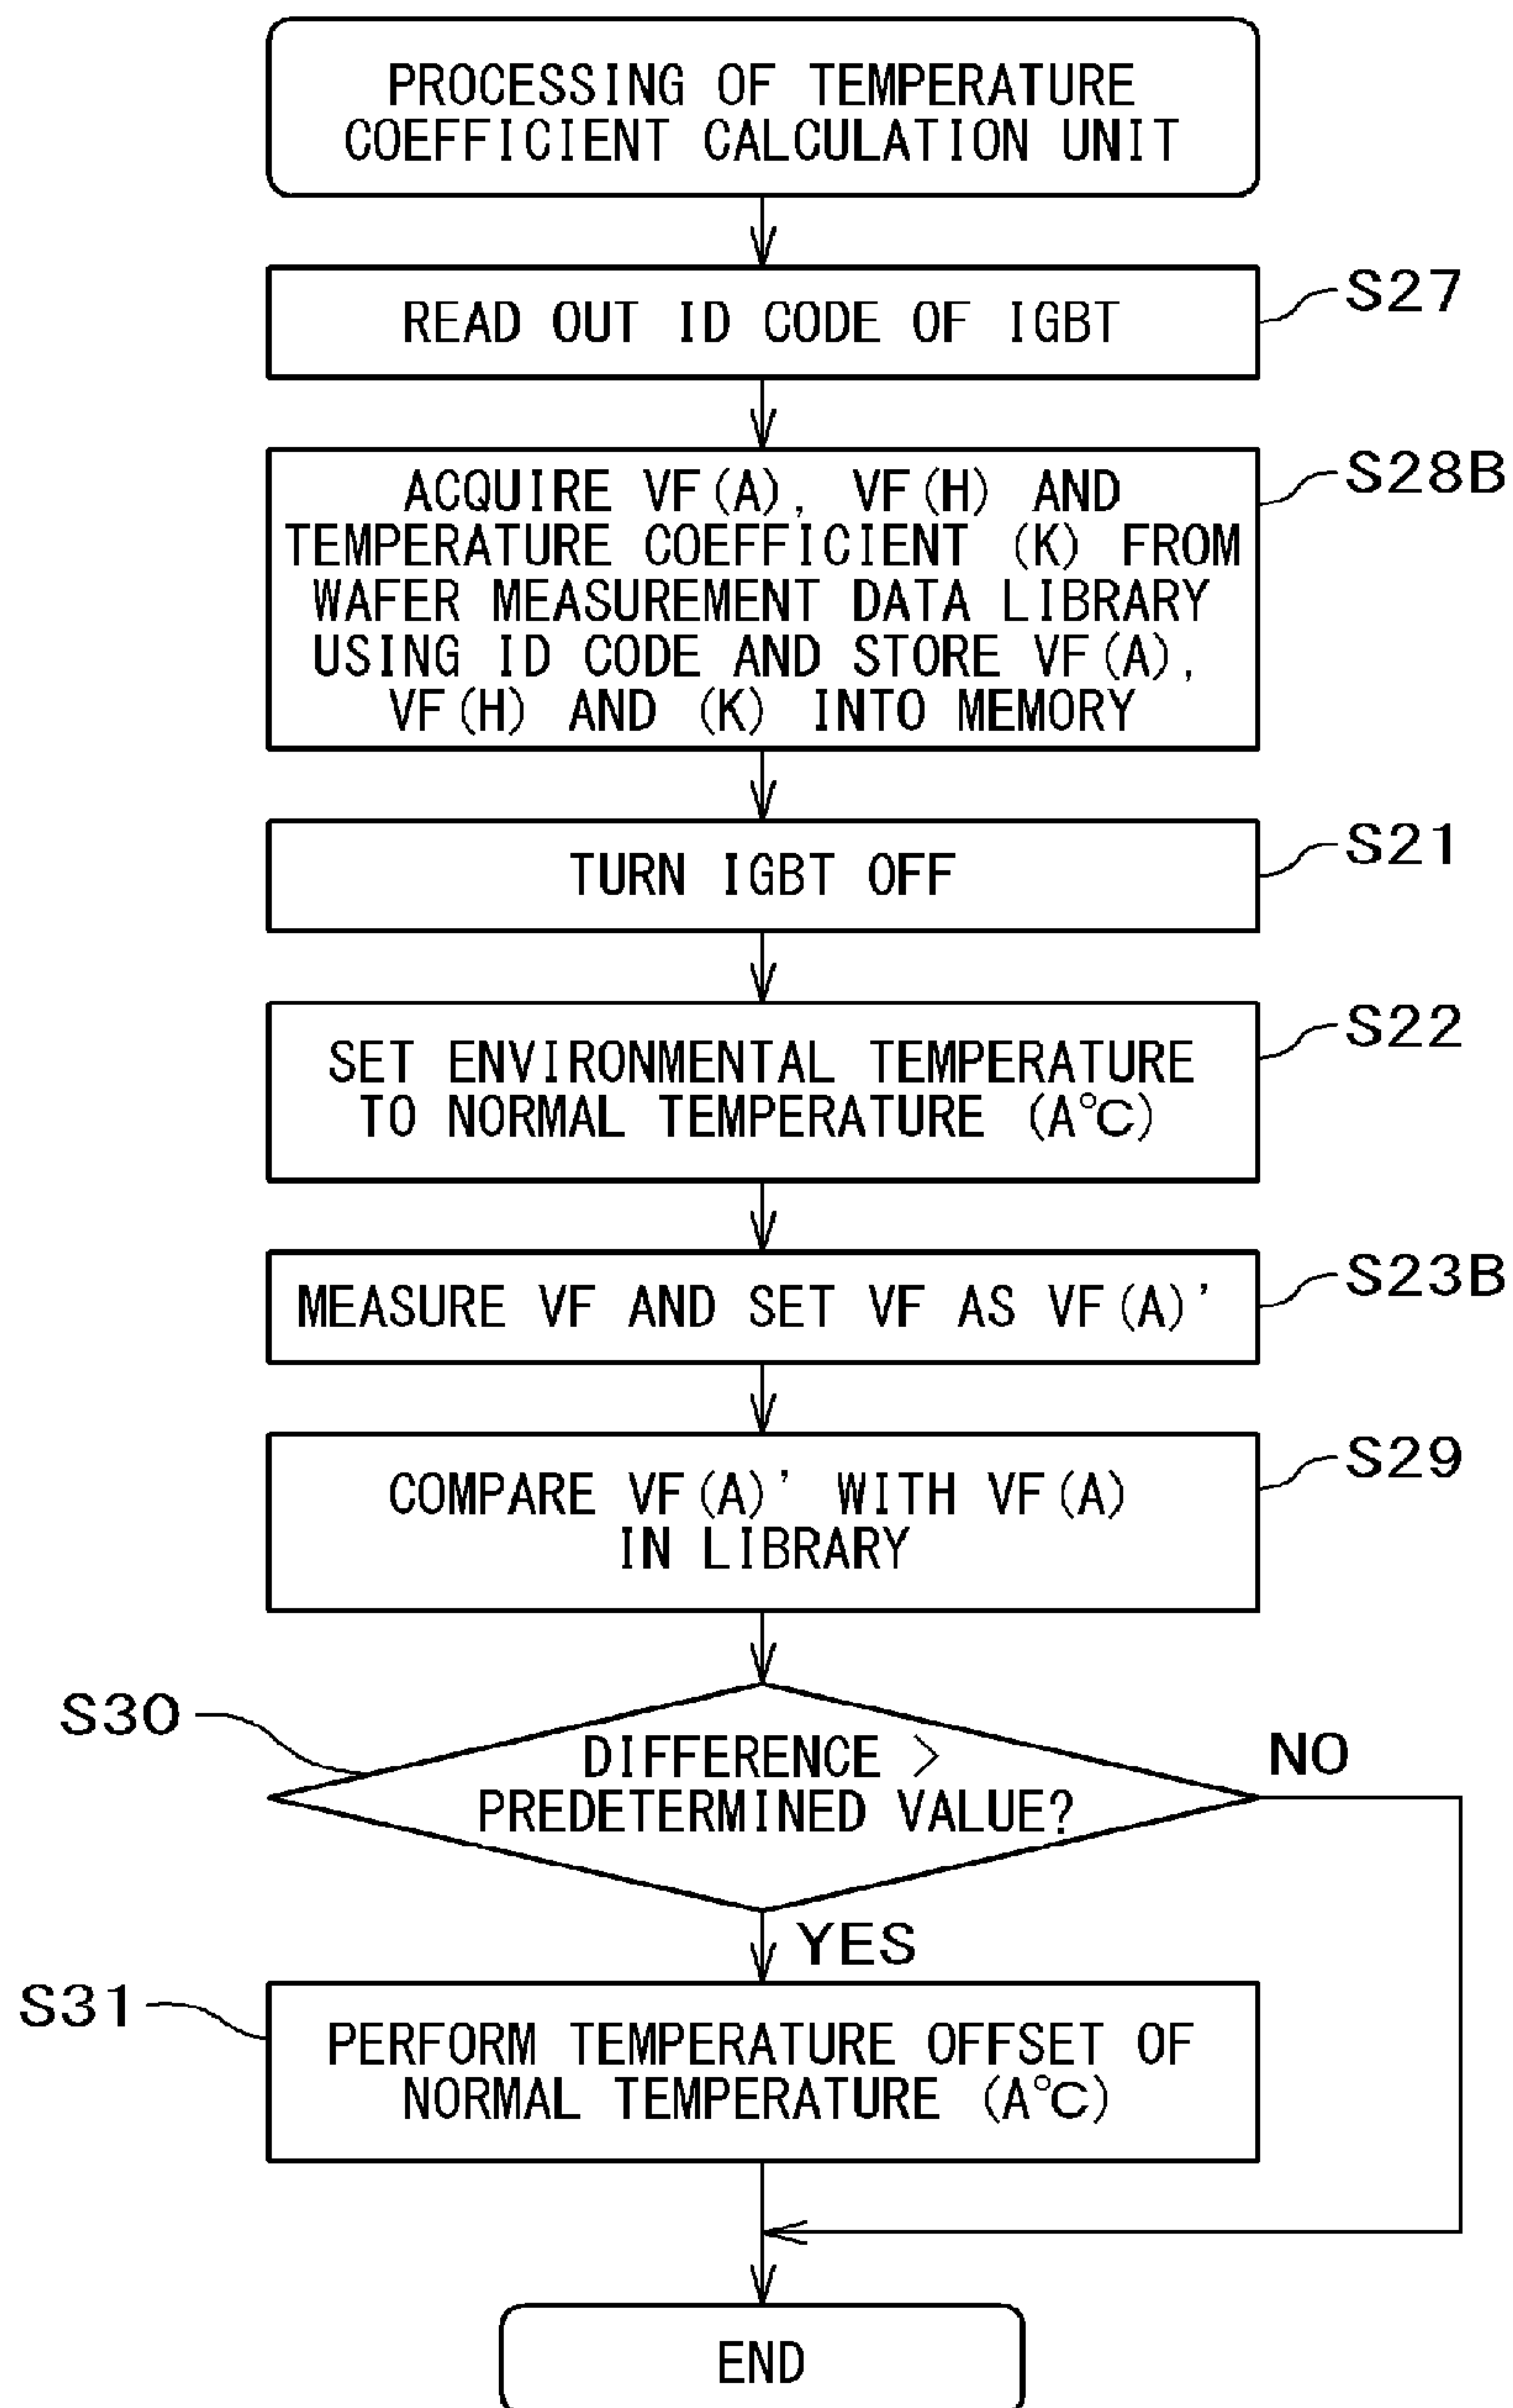 PROCESSING OF TEMPERATURE
COEFFICIENT CALCULATION UNIT
S27
READ OUT ID CODE OF IGBT
S28B
ACQUIRE VF(A), VF(H) AND
TEMPERATURE COEFFICIENT (K) FROM
WAFER MEASUREMENT DATA LIBRARY
USING ID CODE AND STORE VF(A),
VF(H) AND (K) INTO MEMORY
S21
TURN IGBT OFF
S22
SET ENVIRONMENTAL TEMPERATURE
TO NORMAL TEMPERATURE (A℃)
S23B
MEASURE VF AND SET VF AS VF(A)'
S29
COMPARE VF(A)' WITH VF(A)
IN LIBRARY
S30
DIFFERENCE >
PREDETERMINED VALUE?
NO
YES
S31
PERFORM TEMPERATURE OFFSET OF
NORMAL TEMPERATURE (A℃)
END